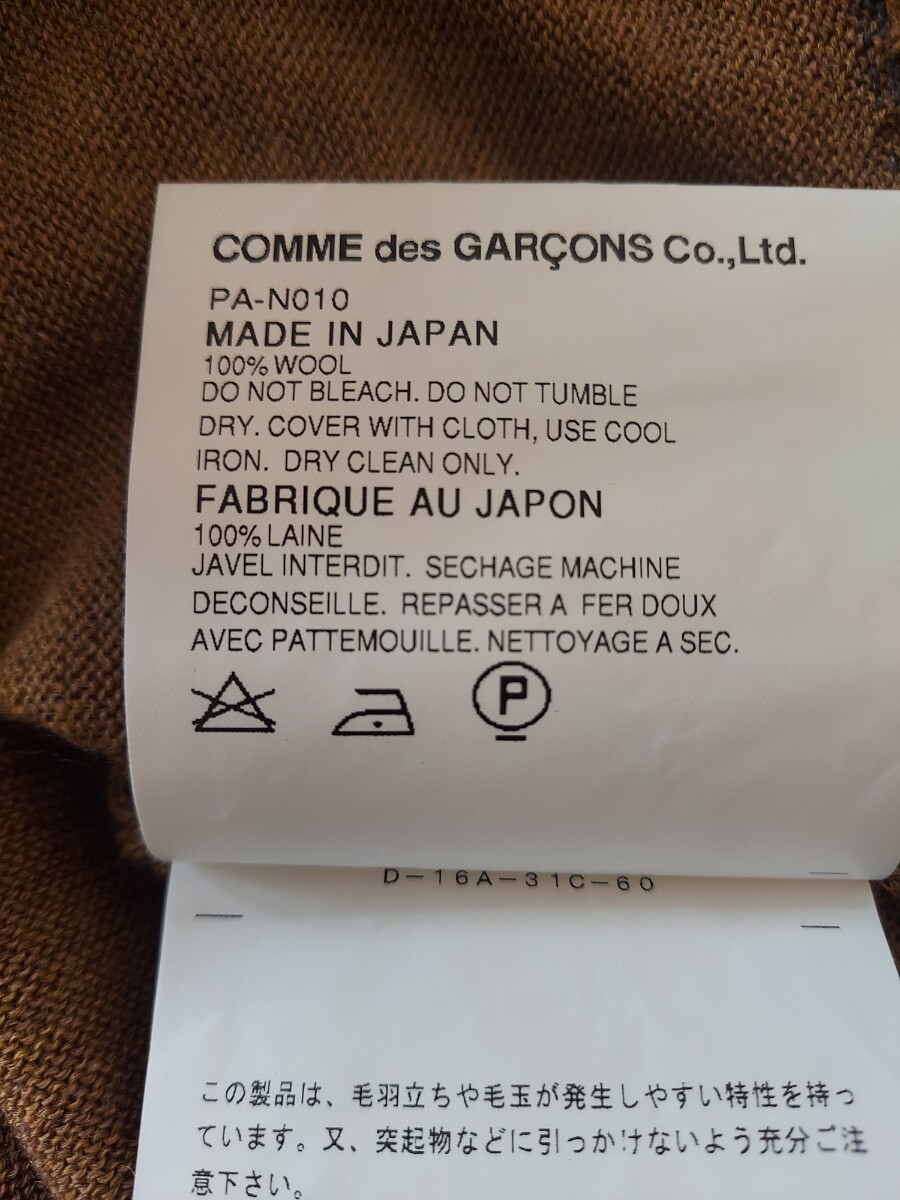 COMME des GARÇONS Co.,Ltd.
PA-N010
MADE IN JAPAN
100% WOOL
DO NOT BLEACH. DO NOT TUMBLE
DRY. COVER WITH CLOTH, USE COOL
IRON. DRY CLEAN ONLY.
FABRIQUE AU JAPON
100% LAINE
JAVEL INTERDIT. SECHAGE MACHINE
DECONSEILLE. REPASSER A FER DOUX
AVEC PATTEMOUILLE. NETTOYAGE A SEC.
P
D-16A-31C-60
この製品は、毛羽立ちや毛玉が発生しやすい特性を持っ
ています。又、突起物などに引っかけないよう充分ご注
意下さい。